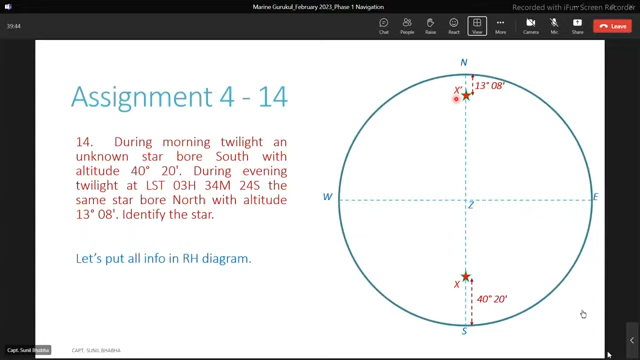 Marine Gurukul_February 2023_Phase 1 Navigation
Recorded with iFun Screen Recorder
39:44
Chat
People
Raise
React
View
More
Camera
Mic
Share
Leave
Assignment 4 - 14
14. During morning twilight an
unknown star bore South with
altitude 40° 20'. During evening
twilight at LST 03H 34M 24S the
same star bore North with altitude
13° 08'. Identify the star.
Let's put all info in RH diagram.
N
X'
13° 08'
W
Z
E
X
40° 20'
S
Capt. Sunil Bhabha
CAPT. SUNIL_BHABHA